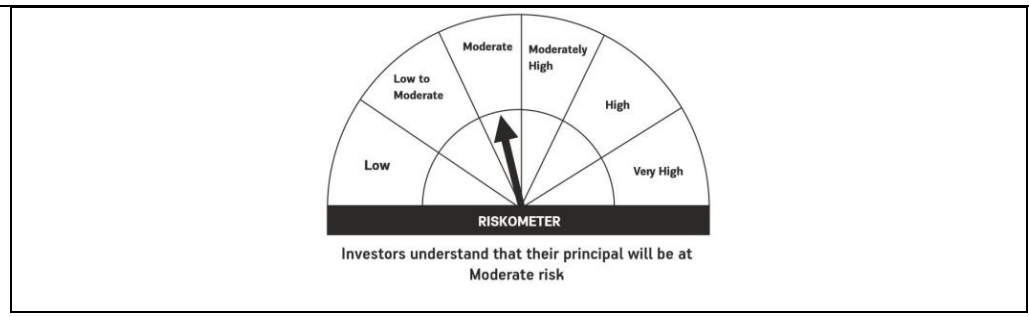 Low
Low to
Moderate
Moderate
Moderately
High
High
Very High
RISKOMETER
Investors understand that their principal will be at
Moderate risk